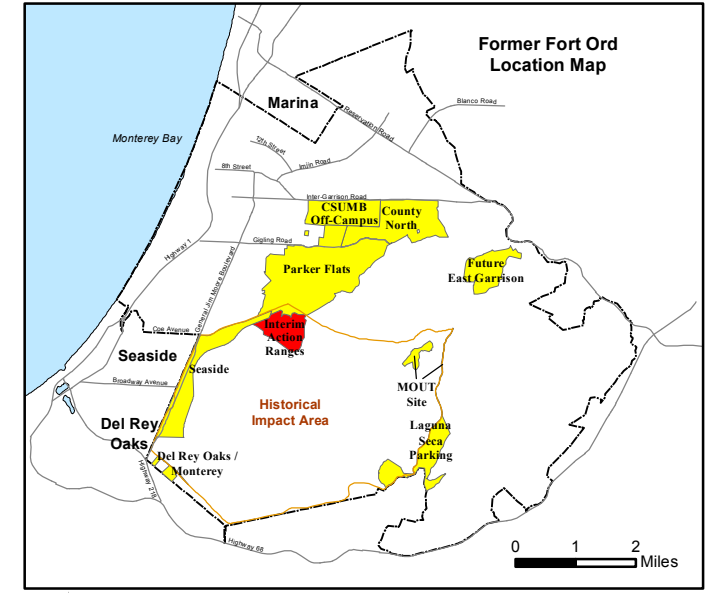 Former Fort Ord
Location Map
Marina
Blanco Road
Reservation Road
Monterey Bay
12th Street
Imjin Road
8th Street
Inter-Garrison Road
CSUMB
Off-Campus
County
North
Gigling Road
Highway 1
General Jim Moore Boulevard
Parker Flats
Future
East Garrison
Coe Avenue
Interim
Action
Ranges
Seaside
Seaside
Broadway Avenue
MOUT
Site
Historical
Impact Area
Del Rey
Oaks
Laguna
Seca
Parking
Del Rey Oaks /
Monterey
Highway 218
Highway 68
0 1 2
Miles